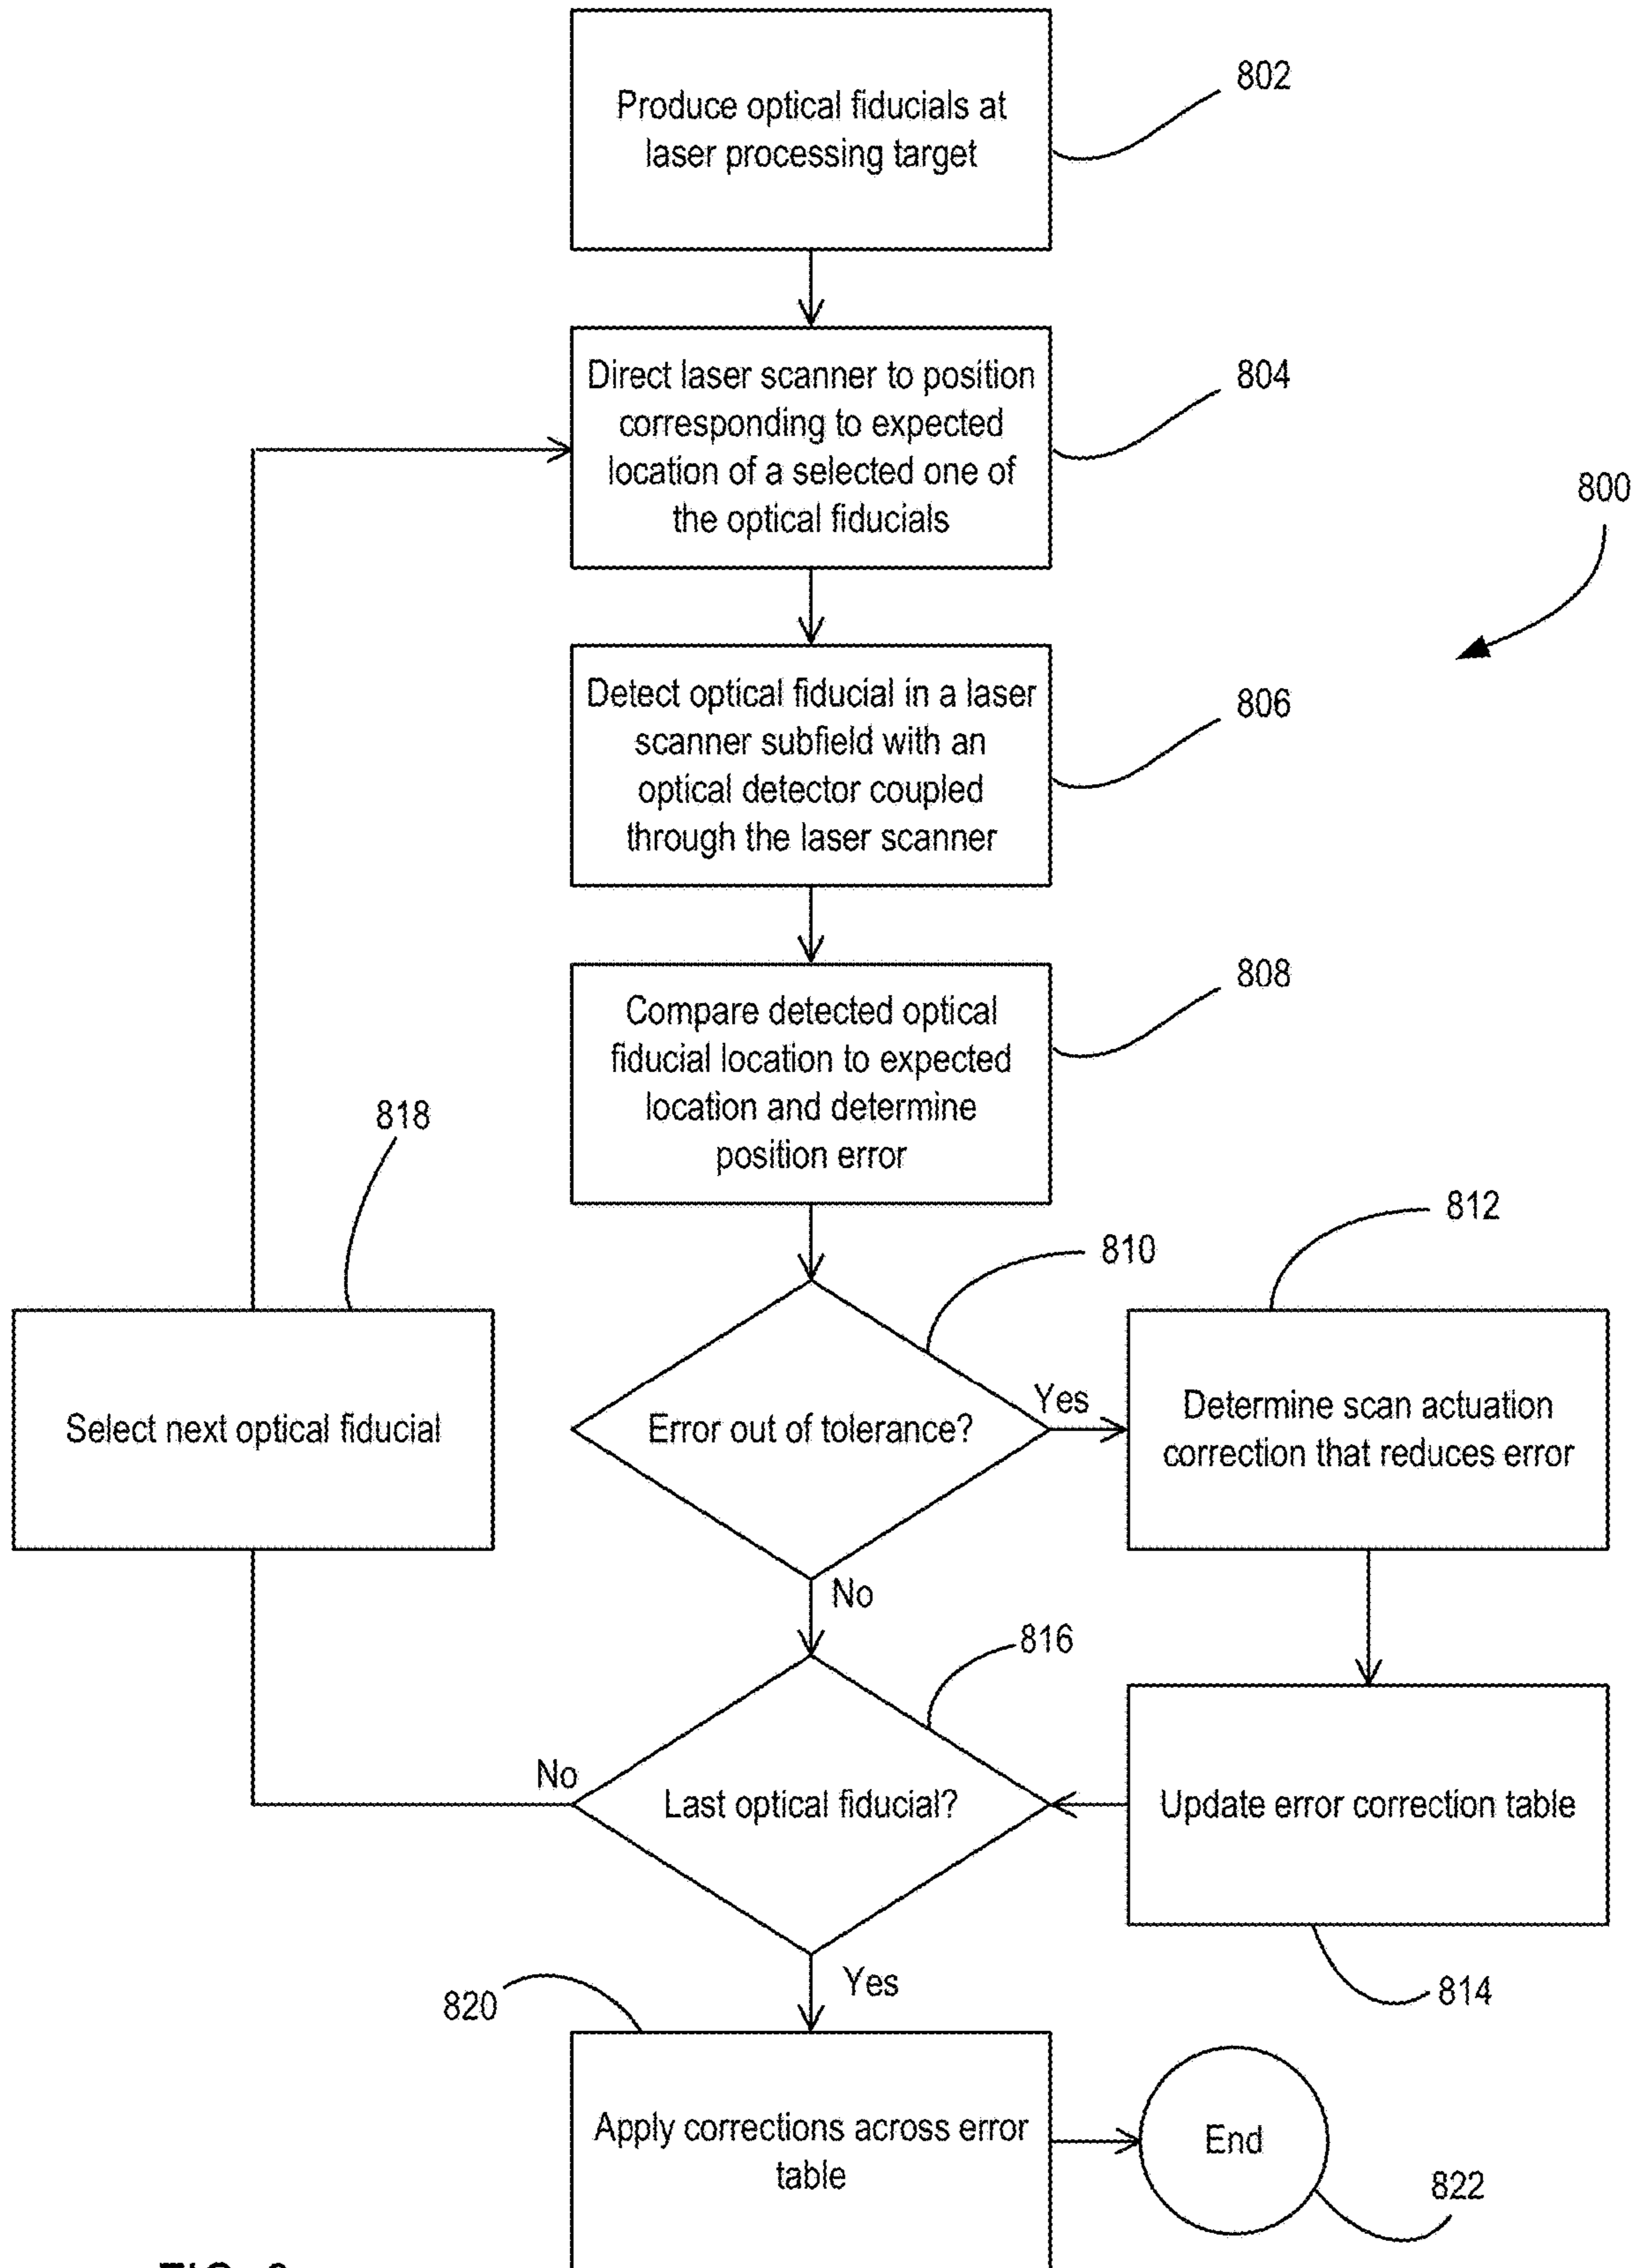 Produce optical fiducials at
laser processing target
802
Direct laser scanner to position
corresponding to expected
location of a selected one of
the optical fiducials
804
800
Detect optical fiducial in a laser
scanner subfield with an
optical detector coupled
through the laser scanner
806
Compare detected optical
fiducial location to expected
location and determine
position error
808
818
812
810
Select next optical fiducial
Error out of tolerance?
Yes
Determine scan actuation
correction that reduces error
No
816
No
Last optical fiducial?
Update error correction table
Yes
814
820
Apply corrections across error
table
End
822